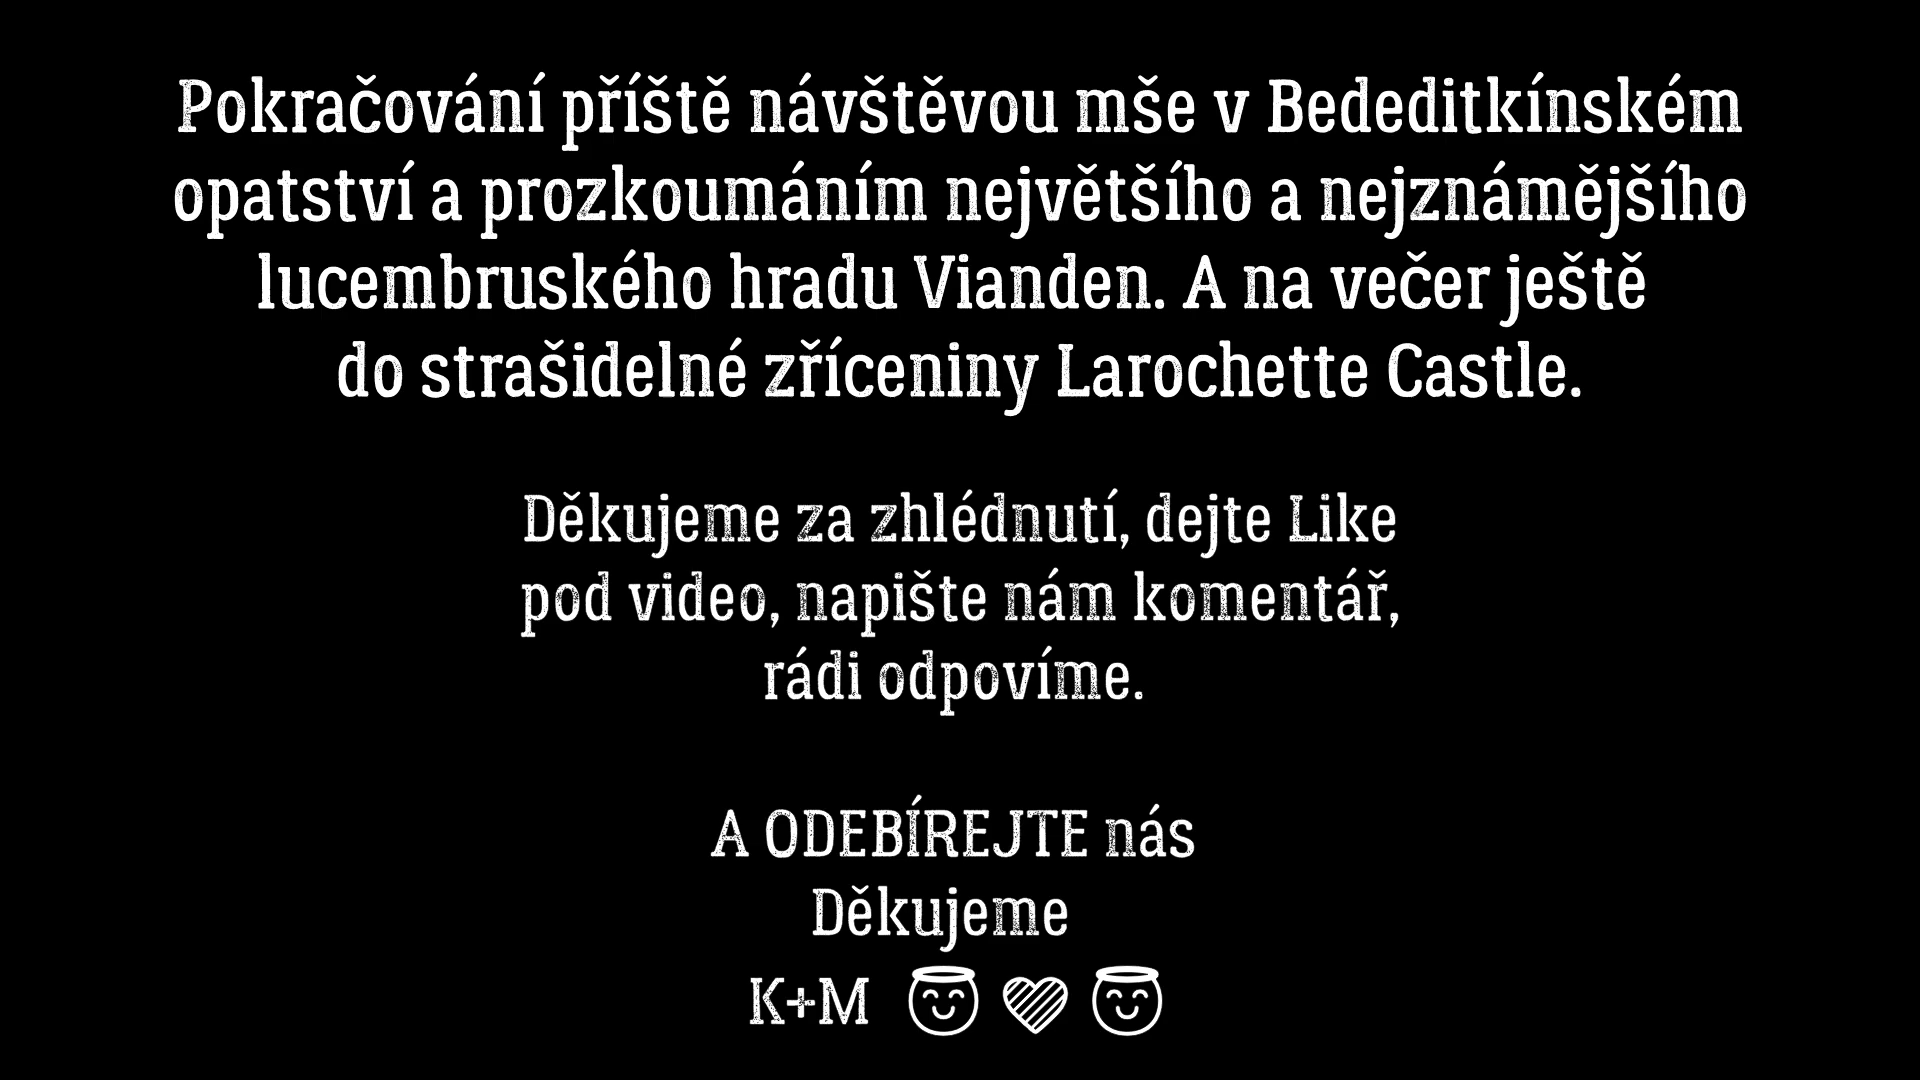 Pokračování příště návštěvou mše v Bededitkínském
opatství a prozkoumáním největšího a nejznámějšího
lucembruského hradu Vianden. A na večer ještě
do strašidelné zříceniny Larochette Castle.
Děkujeme za zhlédnutí, dejte Like
pod video, napište nám komentář,
rádi odpovíme.
A ODEBÍREJTE nás
Děkujeme
K+M